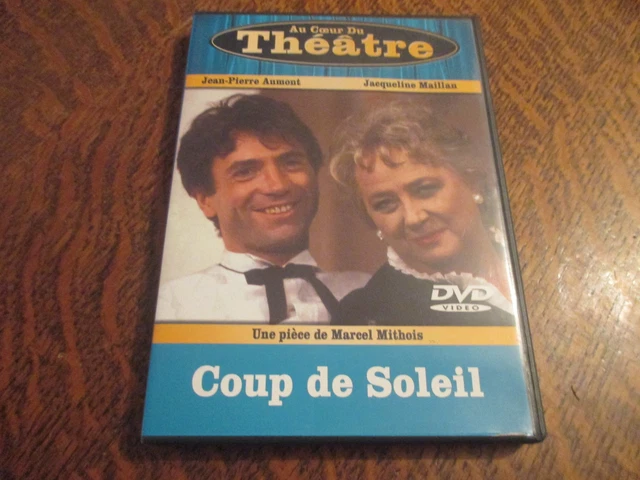 Au Cœur Du
Théâtre
Jean-Pierre Aumont Jacqueline Maillan
DVD
VIDEO
Une pièce de Marcel Mithois
Coup de Soleil